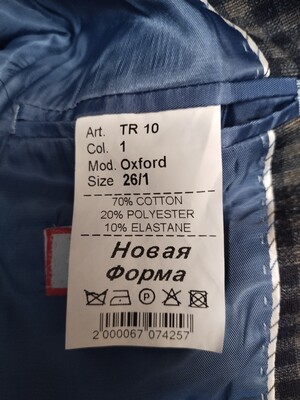 Art. TR 10
Col. 1
Mod. Oxford
Size 26/1
70% COTTON
20% POLYESTER
10% ELASTANE
Новая
Форма
2 000067 074257